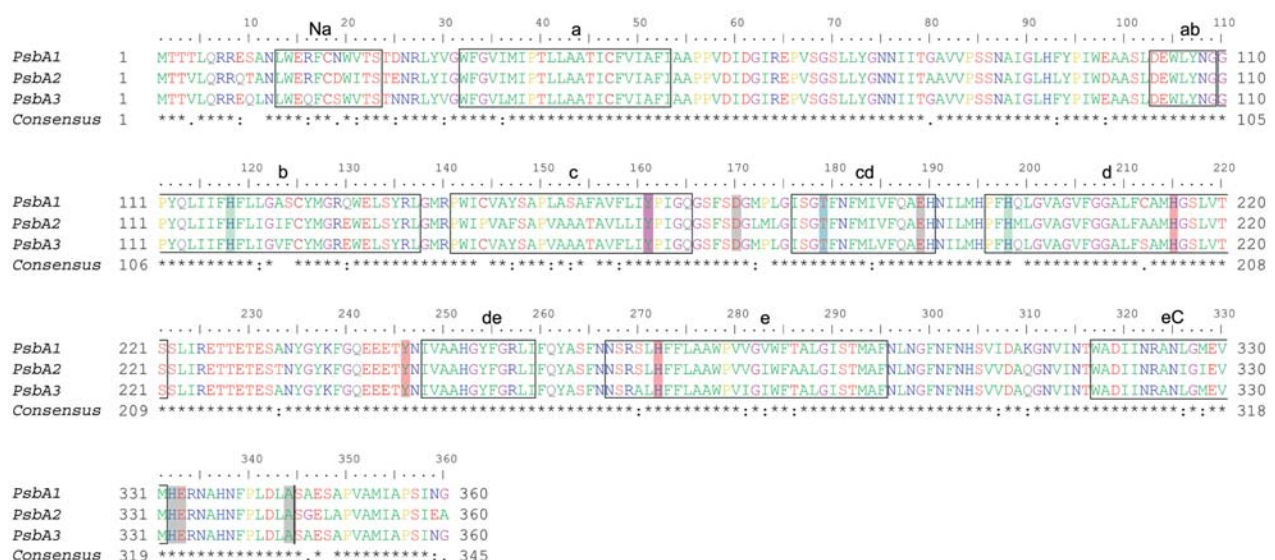 10 20 30 40 50 60 70 80 90 100 110
Na a ab
PsbA1 1 MTTTLQRRESANLWERFCNWVTSTDNRLYVGWFGVIMIPTLLAATICFVIAFIAAPPVDIDGIREPVSGSLLYGNNIITGAVVPSSNAIGLHFYPIWEAASLDEWLYNGG 110
PsbA2 1 MTTVLQRRQTANLWERFCDWITSTENRLYIGWFGVIMIPTLLAATICFVIAFIAAPPVDIDGIREPVSGSLLYGNNIITAAVVPSSNAIGLHFYPIWEAASLDEWLYNGG 110
PsbA3 1 MTTVLQRREQLNLWEQFCSWVTSTNNRLYIGWFGVLMIPTLLAATICFVIAFIAAPPVDIDGIREPVSGSLLYGNNIITGAVVPSSNAIGLHFYPIWEAASLDEWLYNGG 110
Consensus 1 105
120 130 140 150 160 170 180 190 200 210 220
b c cd d
PsbA1 111 PYQLIIFHFLLGASCYMGRQWELSYRLGMRPWICVAYSAPLASAFAVFLIYPIGQGSFSDGMPLGISGTFNFMIVFQAEHNILMHPFHQLGVAGVFGGALFCAMHGSLVT 220
PsbA2 111 PYQLIIFHFLIGVFCYMGREWELSYRLGMRPWIPVAFSAPVAAATAVFLIYPIGQGSFSDGLMLGISGTFNFMIVFQAEHNILMHPFHQLGVAGVFGGALFCAMHGSLVT 220
PsbA3 111 PYQLIIFHFLIGVFCYMGREWELSYRLGMRPWICVAYSAPVAAATAVFLIYPIGQGSFSDGMPLGISGTFNFMLVFQAEHNILMHPFHQLGVAGVFGGALFAAMHGSLVT 220
Consensus 106 208
230 240 250 260 270 280 290 300 310 320 330
de e eC
PsbA1 221 SSLIRETTETESANYGYKFGQEEETYNIVAAHGYFGRLIFQYASFNNSRSLHFFLAAWPVVGVWFTALGISTMAFNLNGFNFNHSVIDAKGNVINTWADIINRANLGMEV 330
PsbA2 221 SSLIRETTETESTNYGYKFGQEEETYNIVAAHGYFGRLIFQYASFNNSRSLHFFLAAWPVVGIWFAALGISTMAFNLNGFNFNHSVVDAQGNVINTWADIINRANIGIEV 330
PsbA3 221 SSLIRETTETESANYGYKFGQEEETYNIVAAHGYFGRLIFQYASFNNSRALHFFLAAWPVIGIWFTALGISTMAFNLNGFNFNHSVVDAQGNVINTWADIINRANLGMEV 330
Consensus 209 318
340 350 360
PsbA1 331 MHERNAHNFPLDLASAESAPVAMIAPSING 360
PsbA2 331 MHERNAHNFPLDLASGELAPVAMIAPSIEA 360
PsbA3 331 MHERNAHNFPLDLASAESAPVAMIAPSING 360
Consensus 319 345